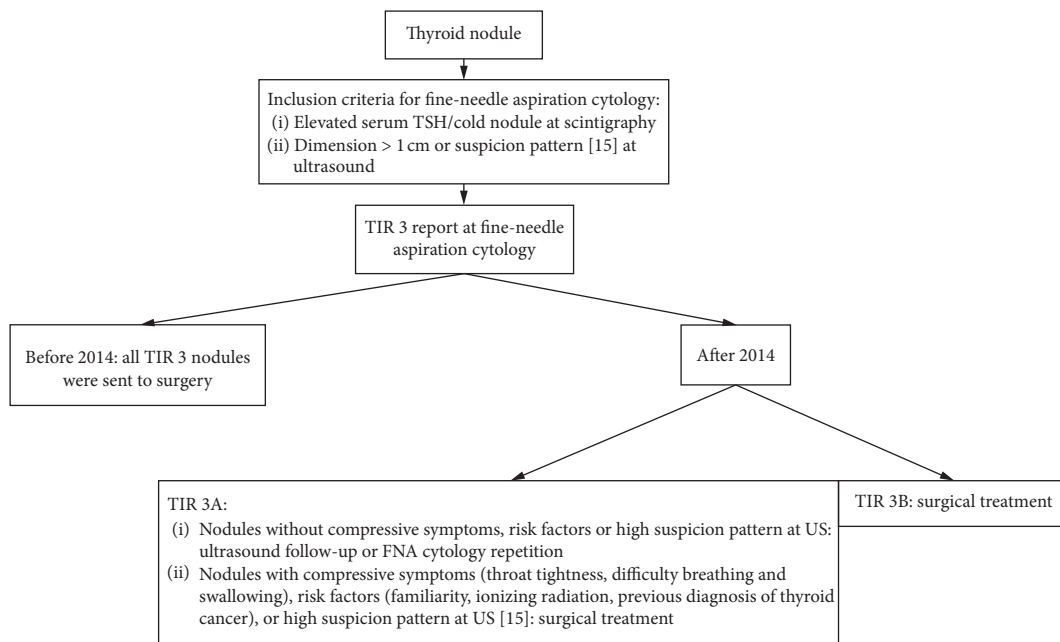 Thyroid nodule
Inclusion criteria for fine-needle aspiration cytology:
(i) Elevated serum TSH/cold nodule at scintigraphy
(ii) Dimension > 1 cm or suspicion pattern [15] at
ultrasound
TIR 3 report at fine-needle
aspiration cytology
Before 2014: all TIR 3 nodules
were sent to surgery
After 2014
TIR 3A:
(i) Nodules without compressive symptoms, risk factors or high suspicion pattern at US:
ultrasound follow-up or FNA cytology repetition
(ii) Nodules with compressive symptoms (throat tightness, difficulty breathing and
swallowing), risk factors (familiarity, ionizing radiation, previous diagnosis of thyroid
cancer), or high suspicion pattern at US [15]: surgical treatment
TIR 3B: surgical treatment